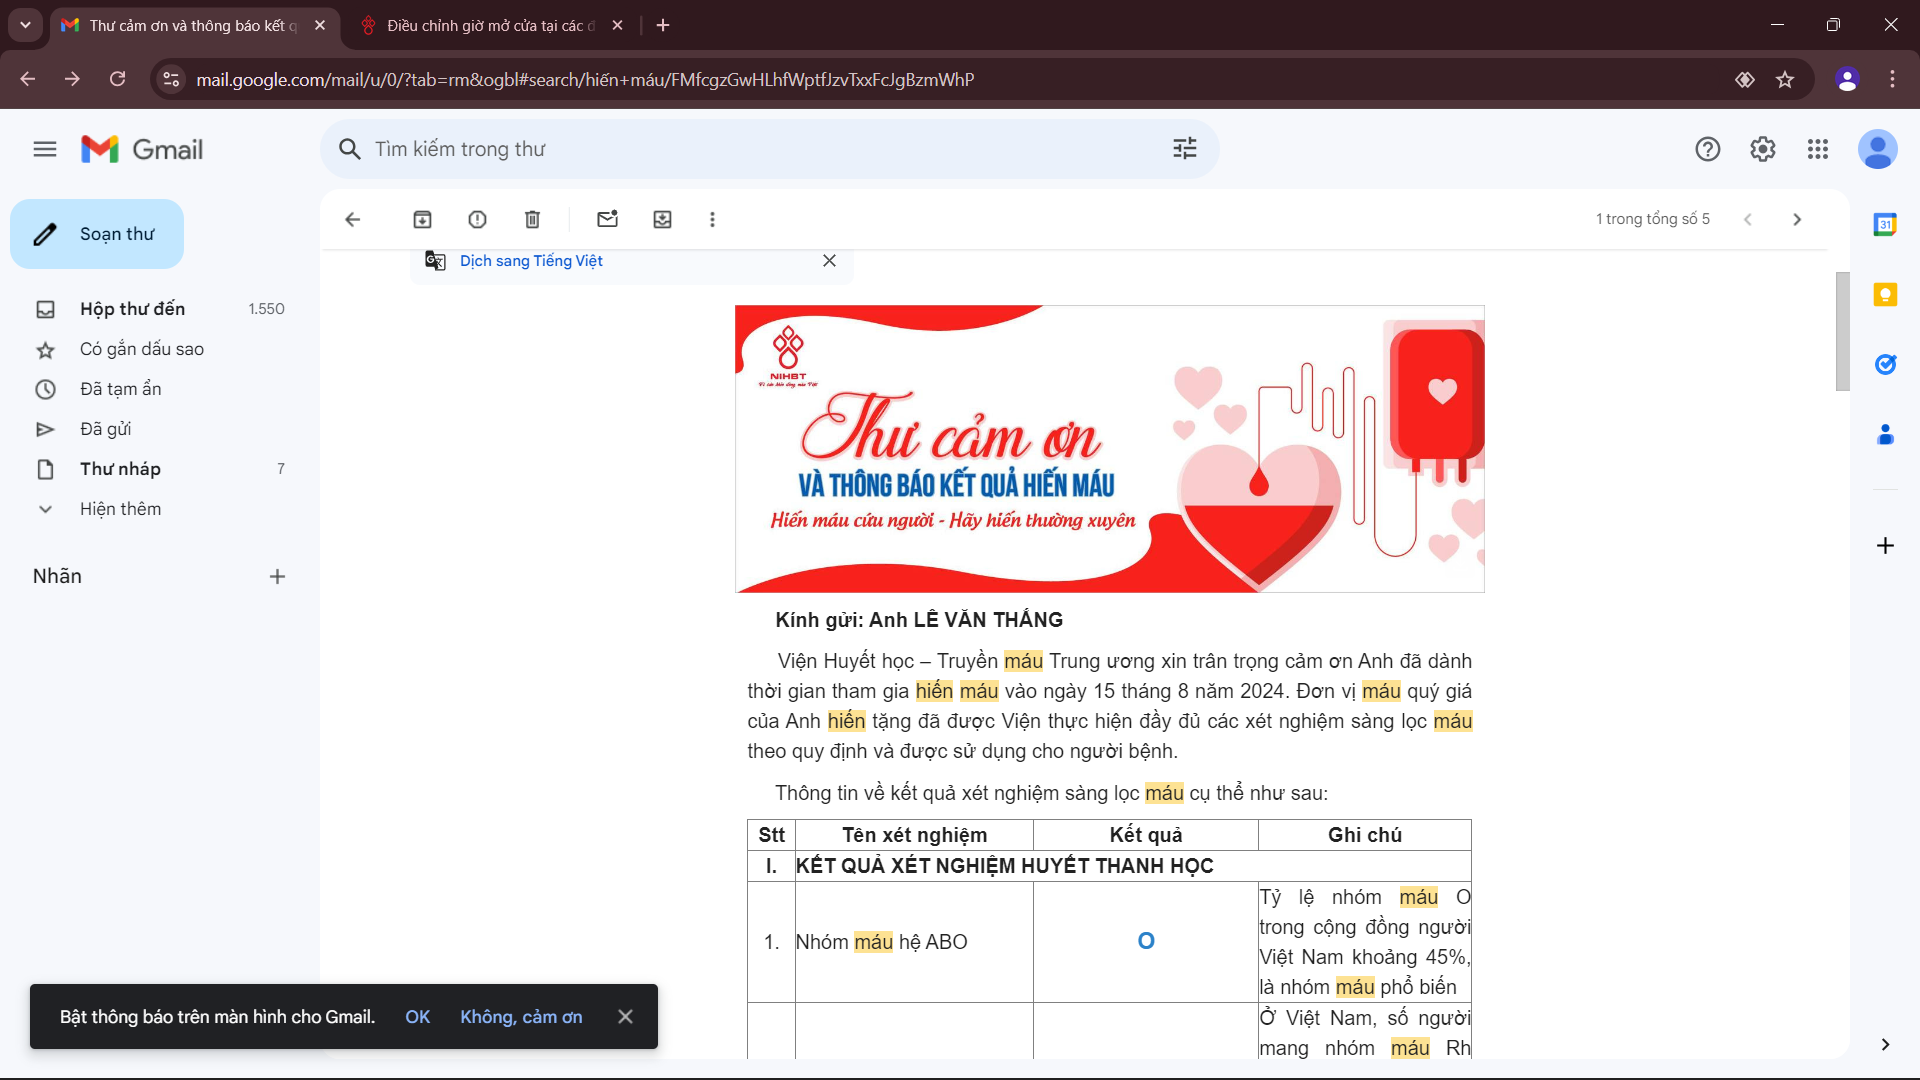 Thư cảm ơn và thông báo kết q
Điều chỉnh giờ mở cửa tại các đ
mail.google.com/mail/u/0/?tab=rm&ogbl#search/hiến+máu/FMfcgzGwHLhfWptfJzvTxxFcJgBzmWhP
Gmail
Tìm kiếm trong thư
Soạn thư
1 trong tổng số 5
Dịch sang Tiếng Việt
Hộp thư đến 1.550
Có gắn dấu sao
Đã tạm ẩn
Đã gửi
Thư nháp 7
Hiện thêm
Nhãn
31
NIHBT
Thư cảm ơn
VÀ THÔNG BÁO KẾT QUẢ HIẾN MÁU
Hiến máu cứu người - Hãy hiến thường xuyên
Kính gửi: Anh LÊ VĂN THẮNG
Viện Huyết học – Truyền máu Trung ương xin trân trọng cảm ơn Anh đã dành
thời gian tham gia hiến máu vào ngày 15 tháng 8 năm 2024. Đơn vị máu quý giá
của Anh hiến tặng đã được Viện thực hiện đầy đủ các xét nghiệm sàng lọc máu
theo quy định và được sử dụng cho người bệnh.
Thông tin về kết quả xét nghiệm sàng lọc máu cụ thể như sau:
Stt Tên xét nghiệm Kết quả Ghi chú
I. KẾT QUẢ XÉT NGHIỆM HUYẾT THANH HỌC
1. Nhóm máu hệ ABO O
Tỷ lệ nhóm máu O
trong cộng đồng người
Việt Nam khoảng 45%,
là nhóm máu phổ biến
Ở Việt Nam, số người
mang nhóm máu Rh
Bật thông báo trên màn hình cho Gmail. OK Không, cảm ơn